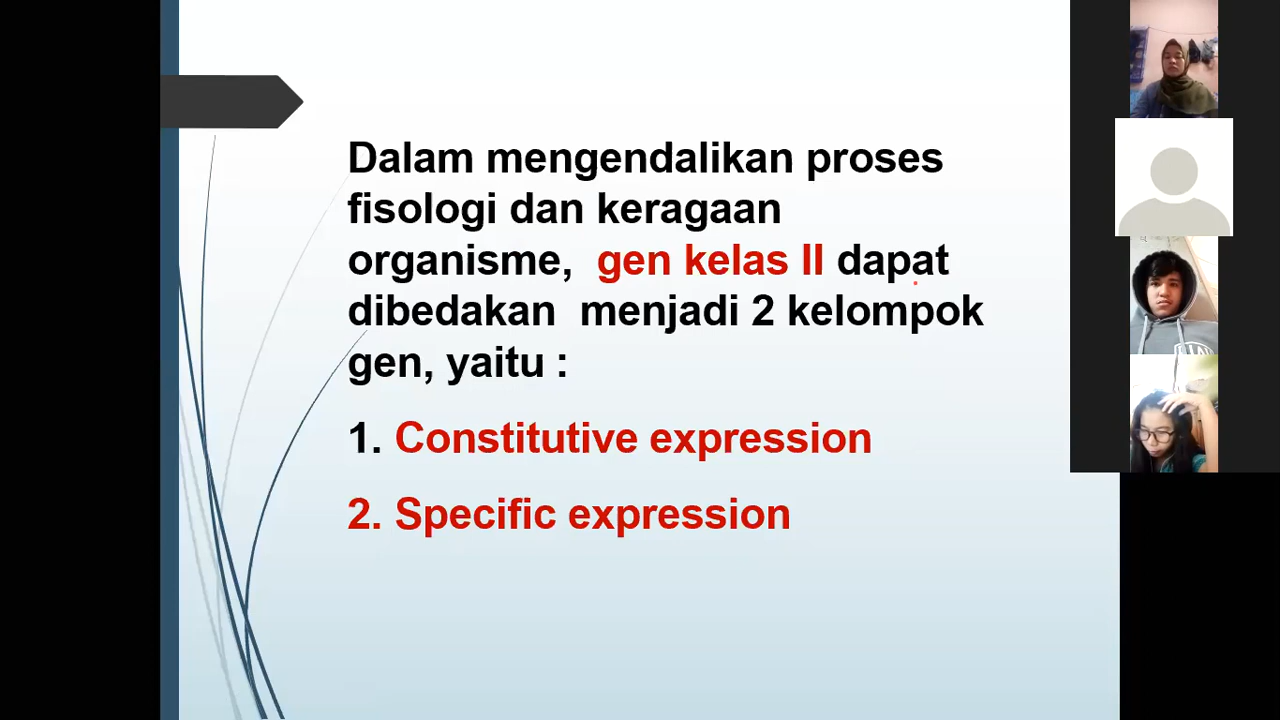 Dalam mengendalikan proses
fisologi dan keragaan
organisme, gen kelas II dapat
dibedakan menjadi 2 kelompok
gen, yaitu :
1. Constitutive expression
2. Specific expression